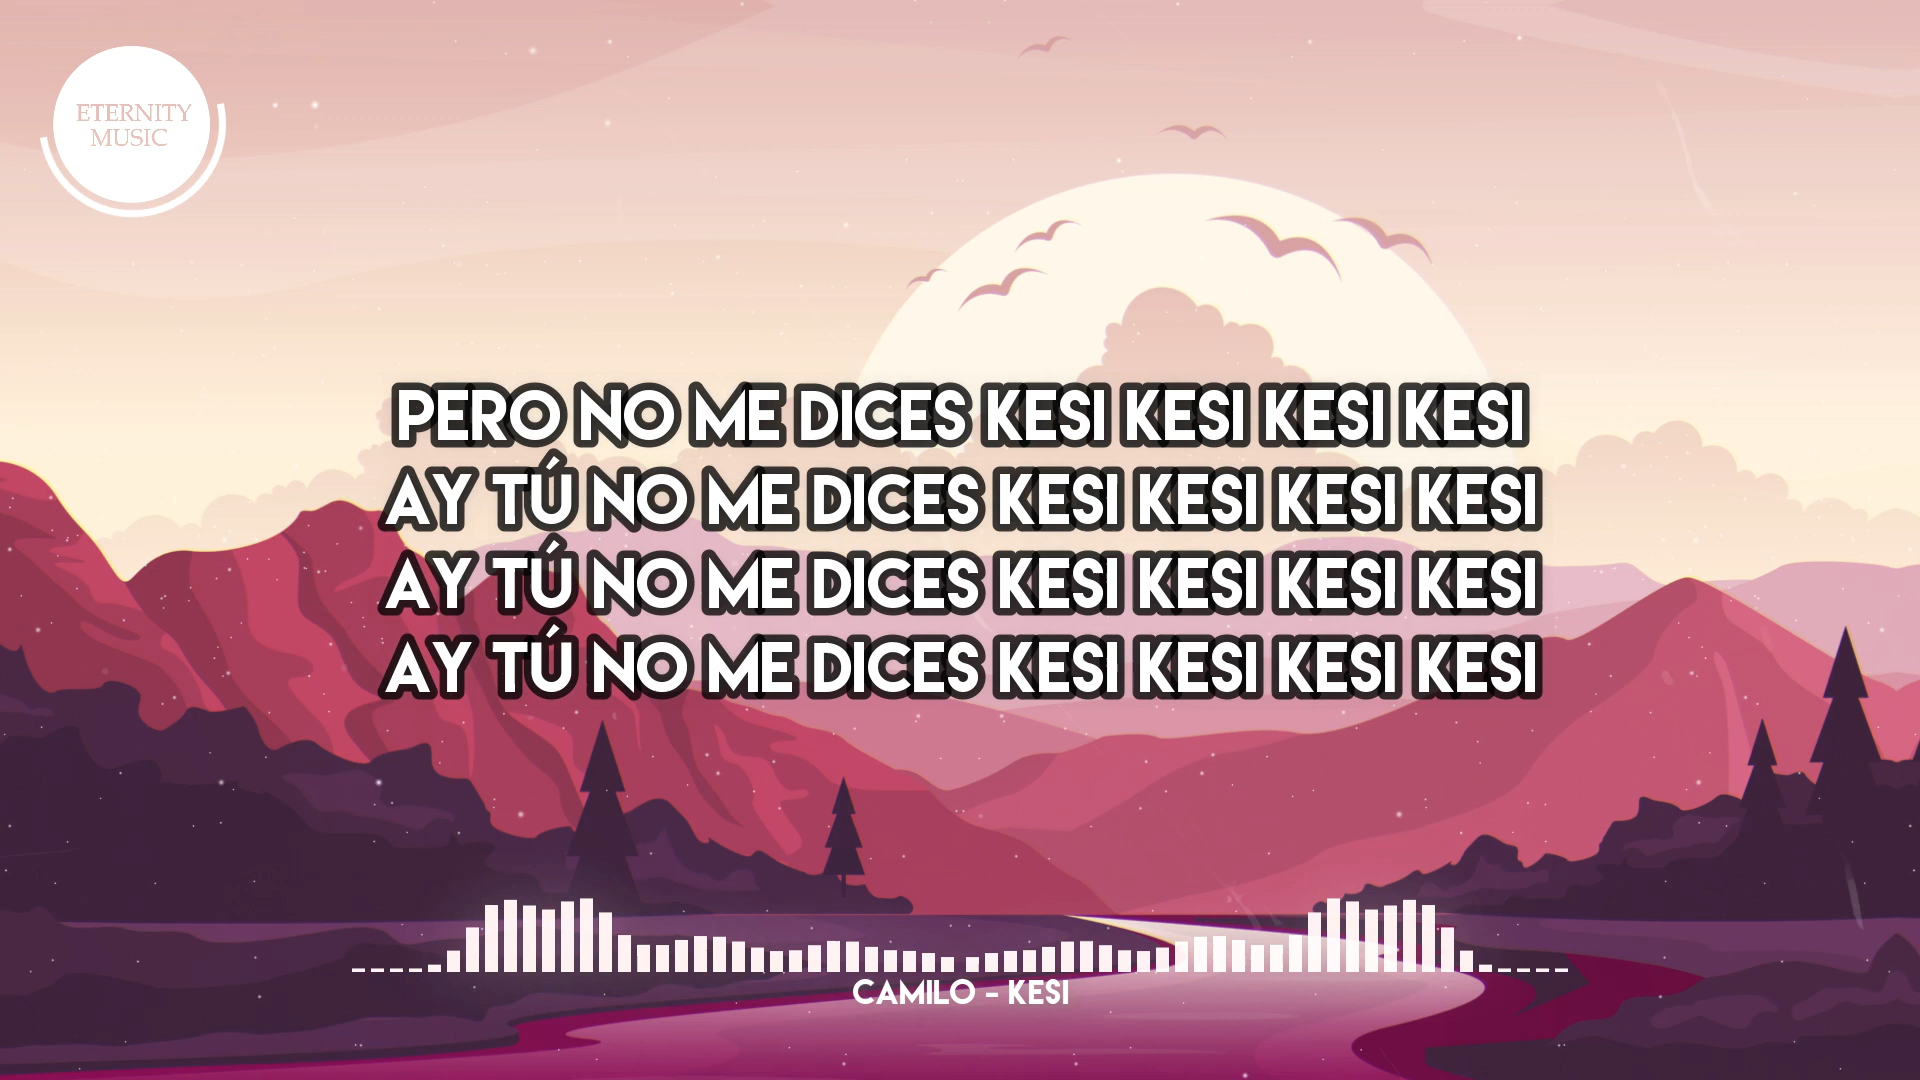 ETERNITY
MUSIC
PERO NO ME DICES KESI KESI KESI KESI
AY TÚ NO ME DICES KESI KESI KESI KESI
AY TÚ NO ME DICES KESI KESI KESI KESI
AY TÚ NO ME DICES KESI KESI KESI KESI
CAMILO - KESI